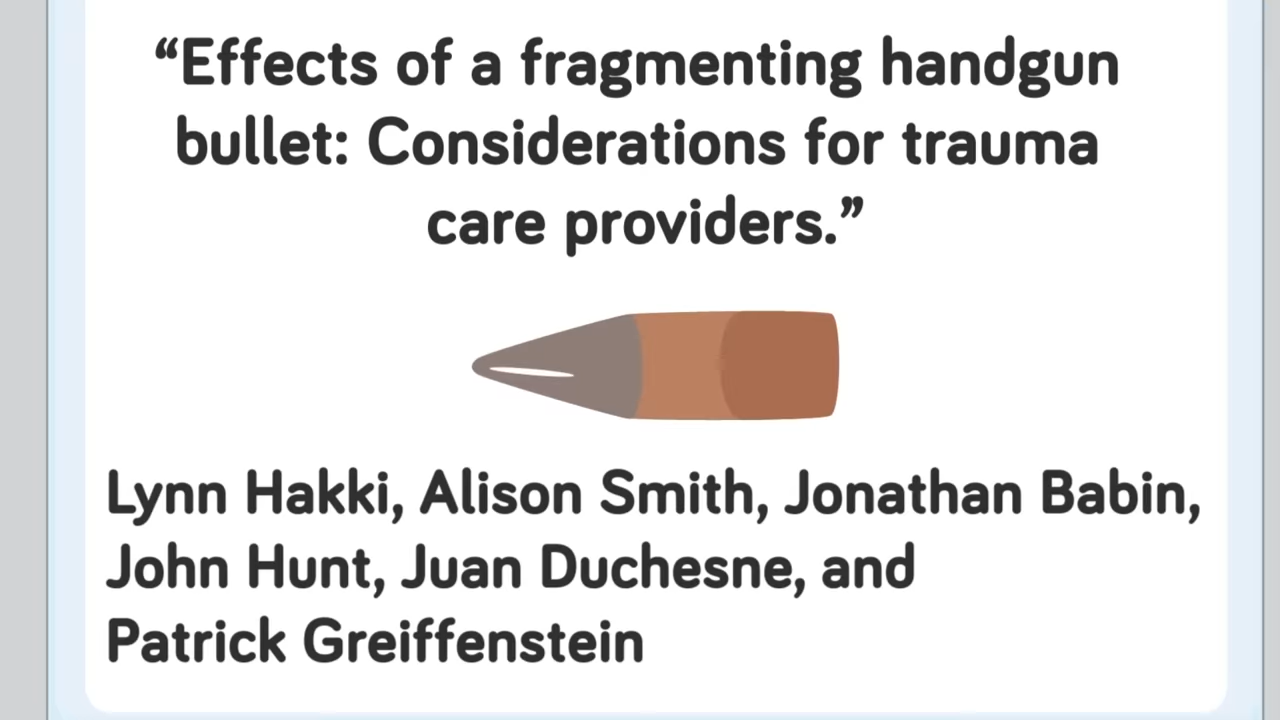 “Effects of a fragmenting handgun
bullet: Considerations for trauma
care providers.”
Lynn Hakki, Alison Smith, Jonathan Babin,
John Hunt, Juan Duchesne, and
Patrick Greiffenstein